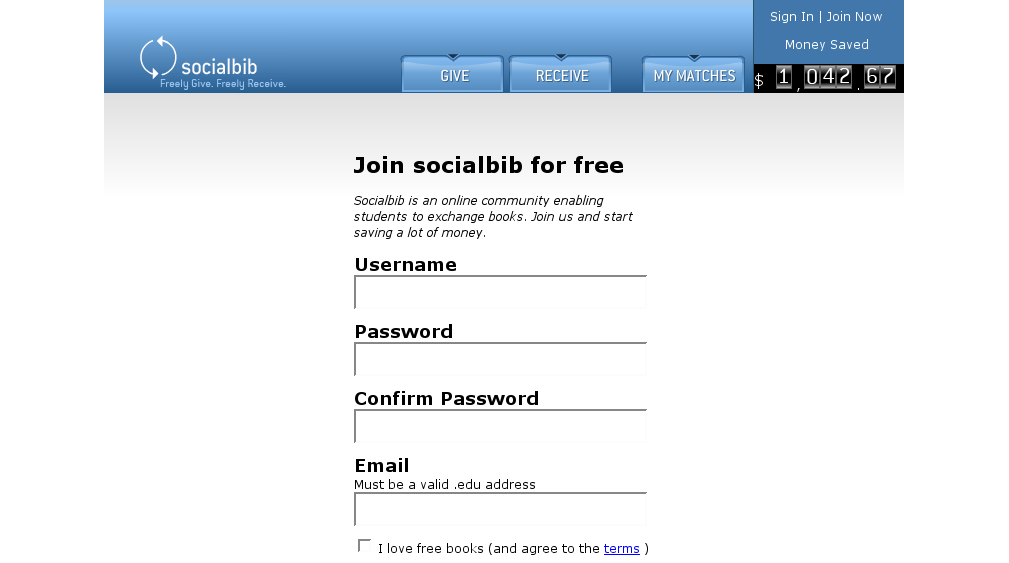 Sign In | Join Now
Money Saved
$ 1,042.67
socialbib
Freely Give. Freely Receive.
GIVE
RECEIVE
MY MATCHES
Join socialbib for free
Socialbib is an online community enabling
students to exchange books. Join us and start
saving a lot of money.
Username
Password
Confirm Password
Email
Must be a valid .edu address
I love free books (and agree to the terms )